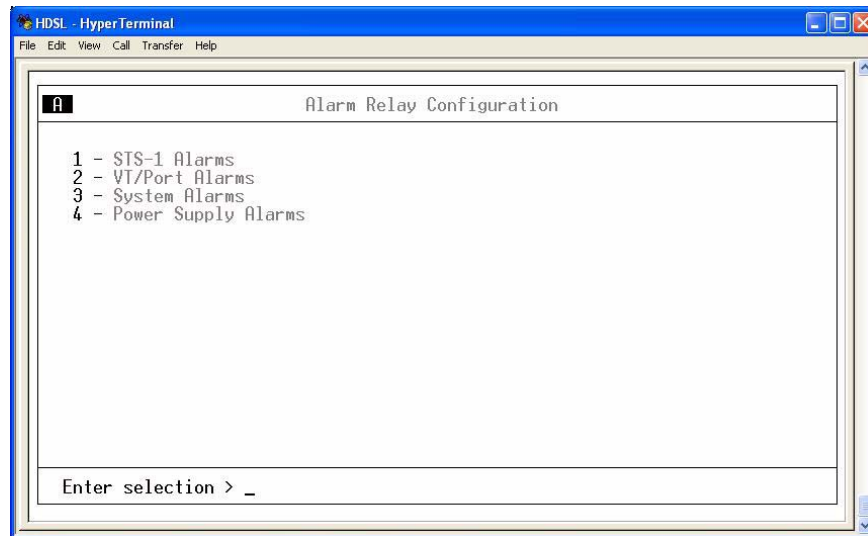 HDSL - HyperTerminal
File Edit View Call Transfer Help
A Alarm Relay Configuration
1 - STS-1 Alarms
2 - VT/Port Alarms
3 - System Alarms
4 - Power Supply Alarms
Enter selection > _